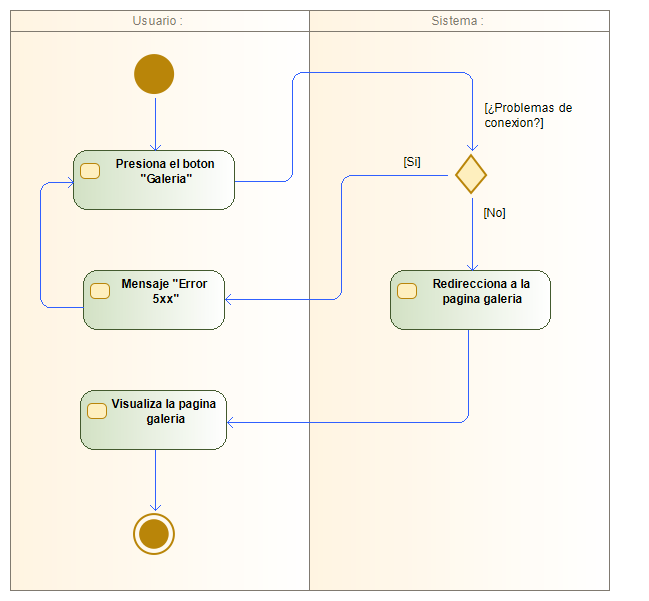 Usuario :
Sistema :
[¿Problemas de
conexion?]
Presiona el boton
"Galeria"
[Si]
[No]
Mensaje "Error
5xx"
Redirecciona a la
pagina galeria
Visualiza la pagina
galeria